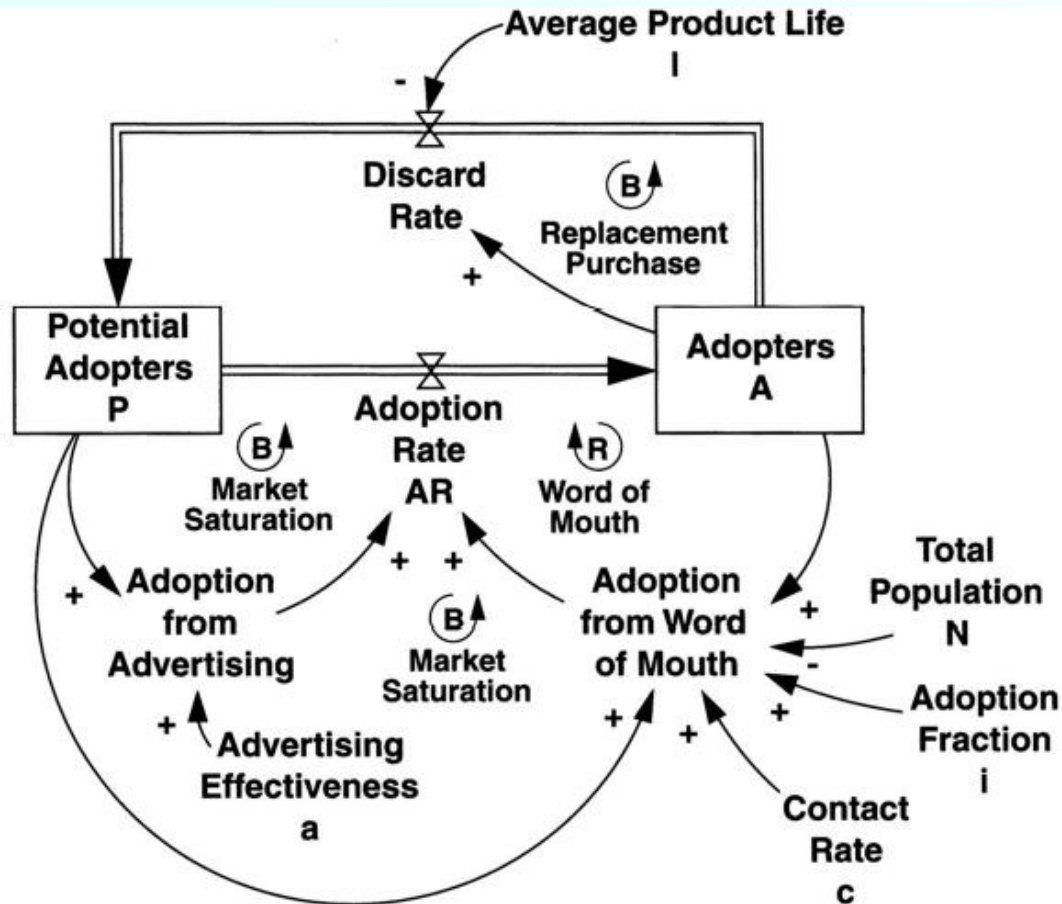 Average Product Life
l
-
Discard
Rate
B
Replacement
Purchase
+
Potential
Adopters
P
Adopters
A
Adoption
Rate
AR
B
Market
Saturation
R
Word of
Mouth
+
+
+
Adoption
from
Advertising
B
Market
Saturation
Adoption
from Word
of Mouth
+
Total
Population
N
-
+
Adoption
Fraction
i
+
Advertising
Effectiveness
a
+
+
Contact
Rate
c